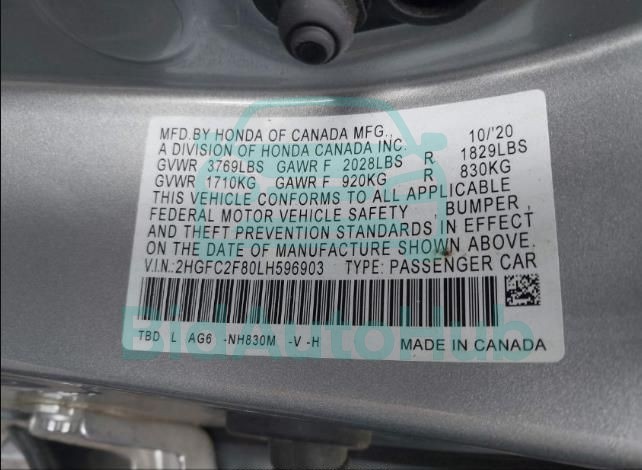 MFD.BY HONDA OF CANADA MFG., 10/'20
A DIVISION OF HONDA CANADA INC.
GVWR 3769LBS GAWR F 2028LBS R 1829LBS
GVWR 1710KG GAWR F 920KG R 830KG
THIS VEHICLE CONFORMS TO ALL APPLICABLE
FEDERAL MOTOR VEHICLE SAFETY , BUMPER ,
AND THEFT PREVENTION STANDARDS IN EFFECT
ON THE DATE OF MANUFACTURE SHOWN ABOVE.
V.I.N.:2HGFC2F80LH596903 TYPE: PASSENGER CAR
TBD L AG6 -NH830M -V -H MADE IN CANADA
BidAutoHub